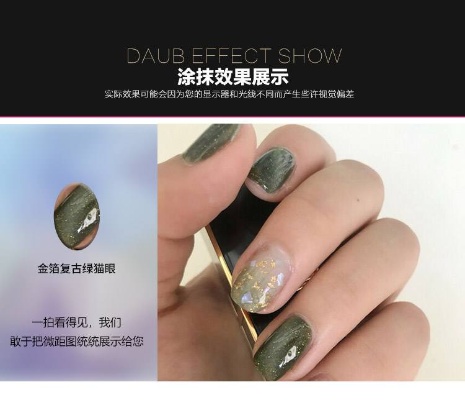 DAUB EFFECT SHOW
涂抹效果展示
实际效果可能会因为您的显示器和光线不同而产生些许视觉偏差
金箔复古绿猫眼
一拍看得见，我们
敢于把微距图统统展示给您